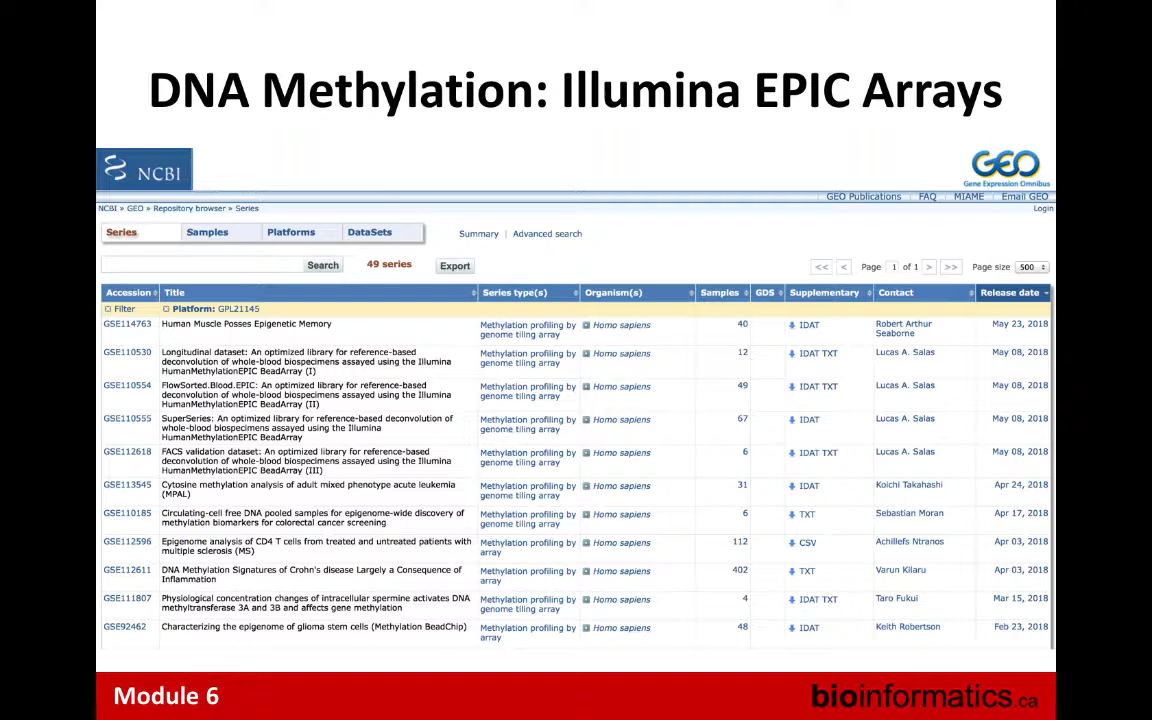 DNA Methylation: Illumina EPIC Arrays
NCBI
GEO
Gene Expression Omnibus
GEO Publications | FAQ | MIAME | Email GEO
NCBI » GEO » Repository browser » Series
Login
Series Samples Platforms DataSets Summary | Advanced search
Search 49 series Export << < Page 1 of 1 > >> Page size 500
Accession Title Series type(s) Organism(s) Samples GDS Supplementary Contact Release date
Filter Platform: GPL21145
GSE114763 Human Muscle Posses Epigenetic Memory Methylation profiling by Homo sapiens 40 IDAT Robert Arthur May 23, 2018
genome tiling array Seaborne
GSE110530 Longitudinal dataset: An optimized library for reference-based Methylation profiling by Homo sapiens 12 IDAT TXT Lucas A. Salas May 08, 2018
deconvolution of whole-blood biospecimens assayed using the Illumina genome tiling array
HumanMethylationEPIC BeadArray (I)
GSE110554 FlowSorted.Blood.EPIC: An optimized library for reference-based Methylation profiling by Homo sapiens 49 IDAT TXT Lucas A. Salas May 08, 2018
deconvolution of whole-blood biospecimens assayed using the Illumina genome tiling array
HumanMethylationEPIC BeadArray (II)
GSE110555 SuperSeries: An optimized library for reference-based deconvolution of Methylation profiling by Homo sapiens 67 IDAT Lucas A. Salas May 08, 2018
whole-blood biospecimens assayed using the Illumina genome tiling array
HumanMethylationEPIC BeadArray
GSE112618 FACS validation dataset: An optimized library for reference-based Methylation profiling by Homo sapiens 6 IDAT TXT Lucas A. Salas May 08, 2018
deconvolution of whole-blood biospecimens assayed using the Illumina genome tiling array
HumanMethylationEPIC BeadArray (III)
GSE113545 Cytosine methylation analysis of adult mixed phenotype acute leukemia Methylation profiling by Homo sapiens 31 IDAT Koichi Takahashi Apr 24, 2018
(MPAL) genome tiling array
GSE110185 Circulating-cell free DNA pooled samples for epigenome-wide discovery of Methylation profiling by Homo sapiens 6 TXT Sebastian Moran Apr 17, 2018
methylation biomarkers for colorectal cancer screening genome tiling array
GSE112596 Epigenome analysis of CD4 T cells from treated and untreated patients with Methylation profiling by Homo sapiens 112 CSV Achillefs Ntranos Apr 03, 2018
multiple sclerosis (MS) array
GSE112611 DNA Methylation Signatures of Crohn's disease Largely a Consequence of Methylation profiling by Homo sapiens 402 TXT Varun Kilaru Apr 03, 2018
Inflammation array
GSE111807 Physiological concentration changes of intracellular spermine activates DNA Methylation profiling by Homo sapiens 4 IDAT TXT Taro Fukui Mar 15, 2018
methyltransferase 3A and 3B and affects gene methylation genome tiling array
GSE92462 Characterizing the epigenome of glioma stem cells (Methylation BeadChip) Methylation profiling by Homo sapiens 48 IDAT Keith Robertson Feb 23, 2018
array
Module 6
bioinformatics.ca